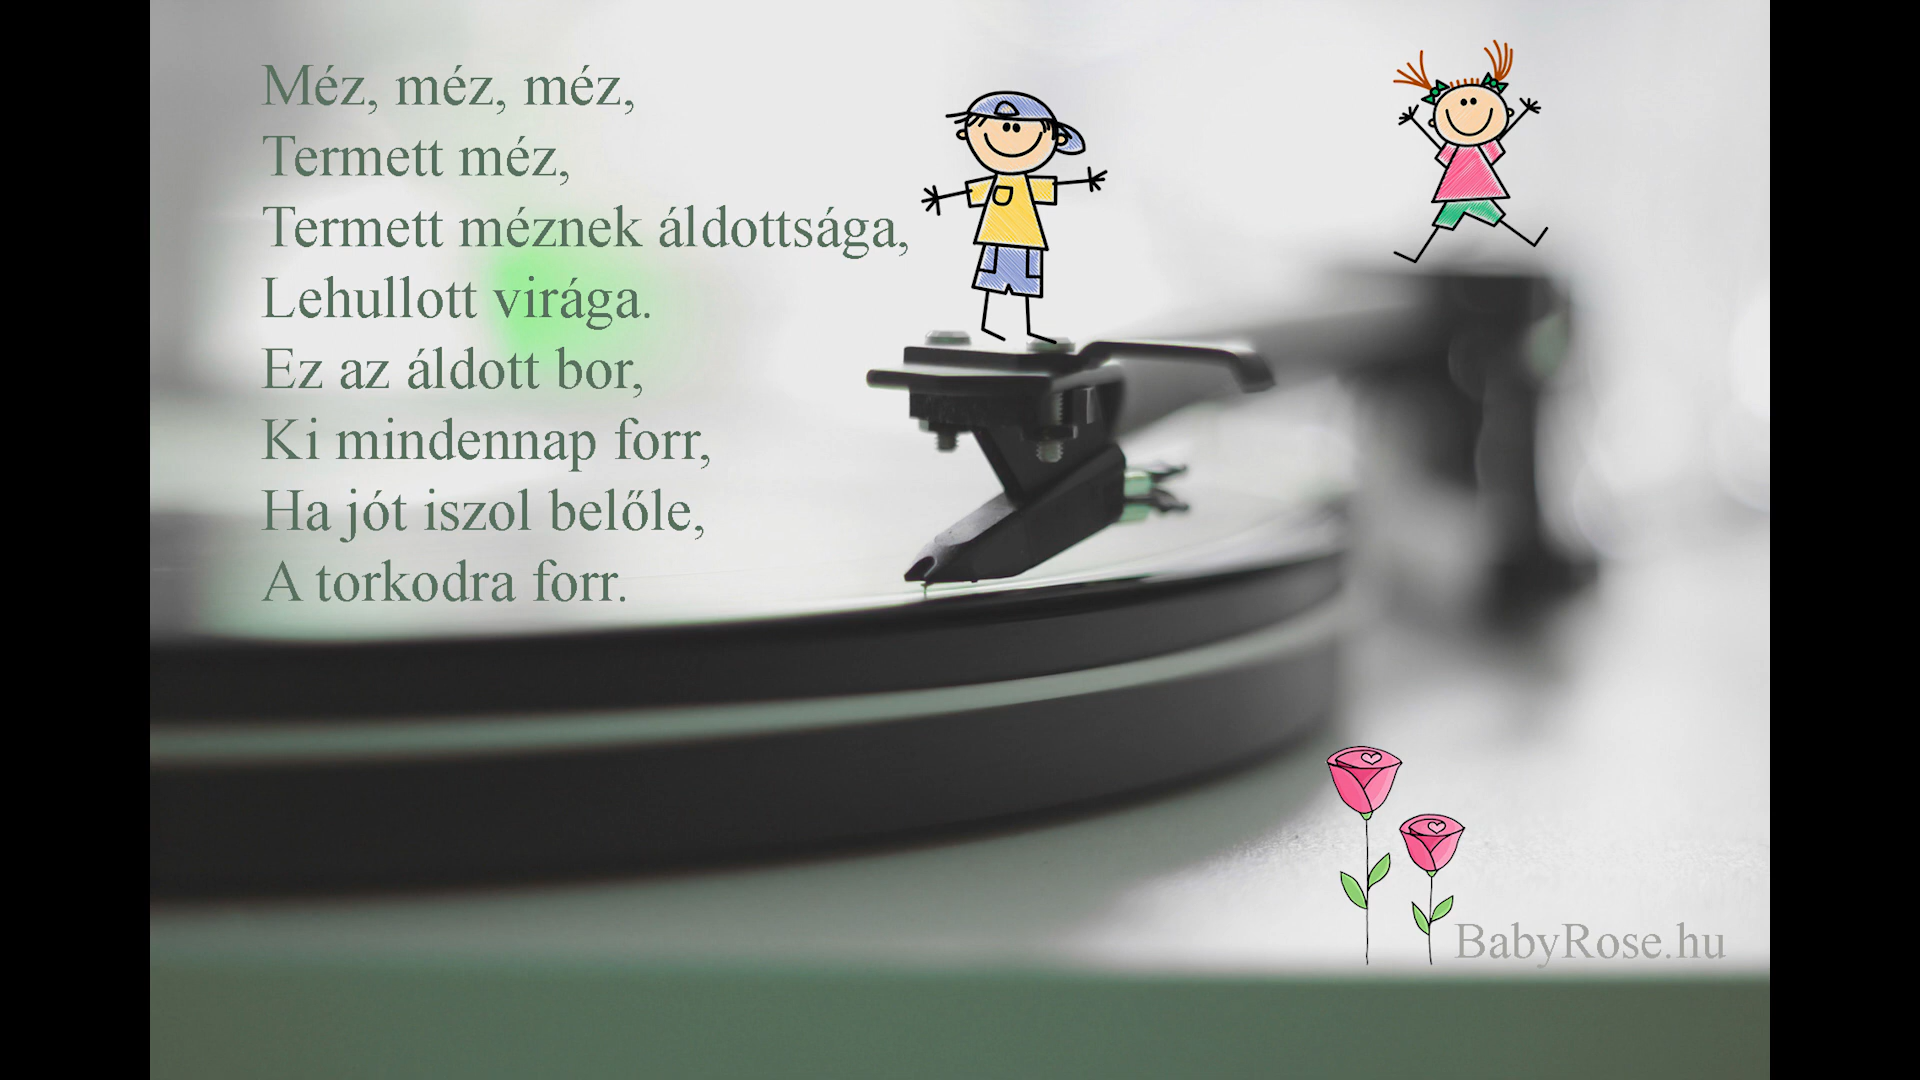 Méz, méz, méz,
Termett méz,
Termett méznek áldottsága,
Lehullott virága.
Ez az áldott bor,
Ki mindennap forr,
Ha jót iszol belőle,
A torkodra forr.
BabyRose.hu